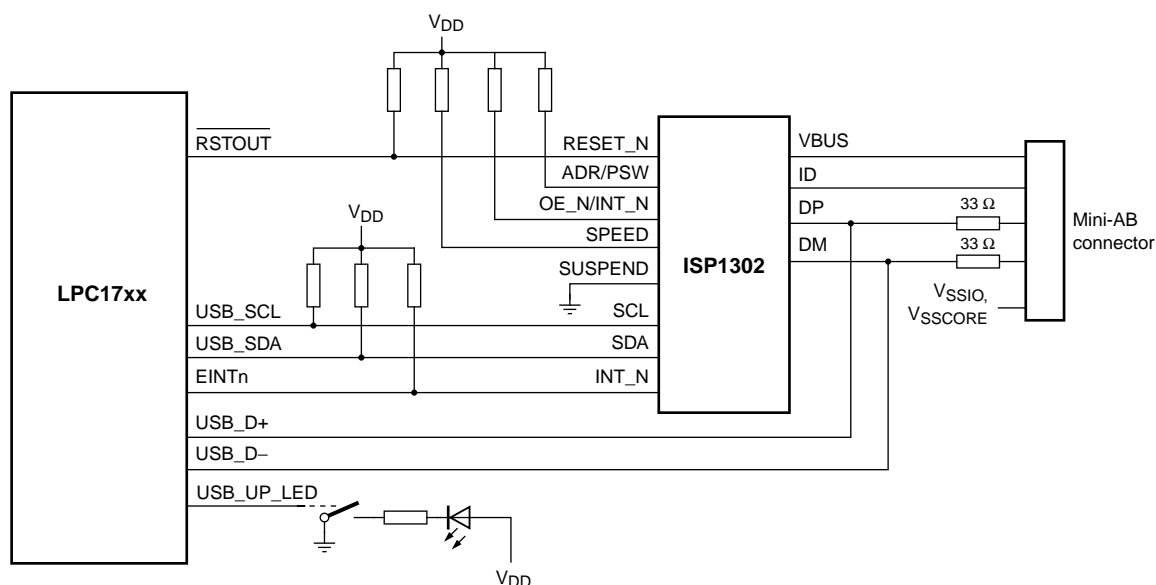 VDD
RSTOUT
RESET_N
VBUS
ADR/PSW
ID
OE_N/INT_N
DP
33 Ω
VDD
SPEED
DM
33 Ω
Mini-AB
connector
SUSPEND
ISP1302
LPC17xx
VSSIO,
VSSCORE
USB_SCL
SCL
USB_SDA
SDA
EINTn
INT_N
USB_D+
USB_D−
USB_UP_LED
VDD